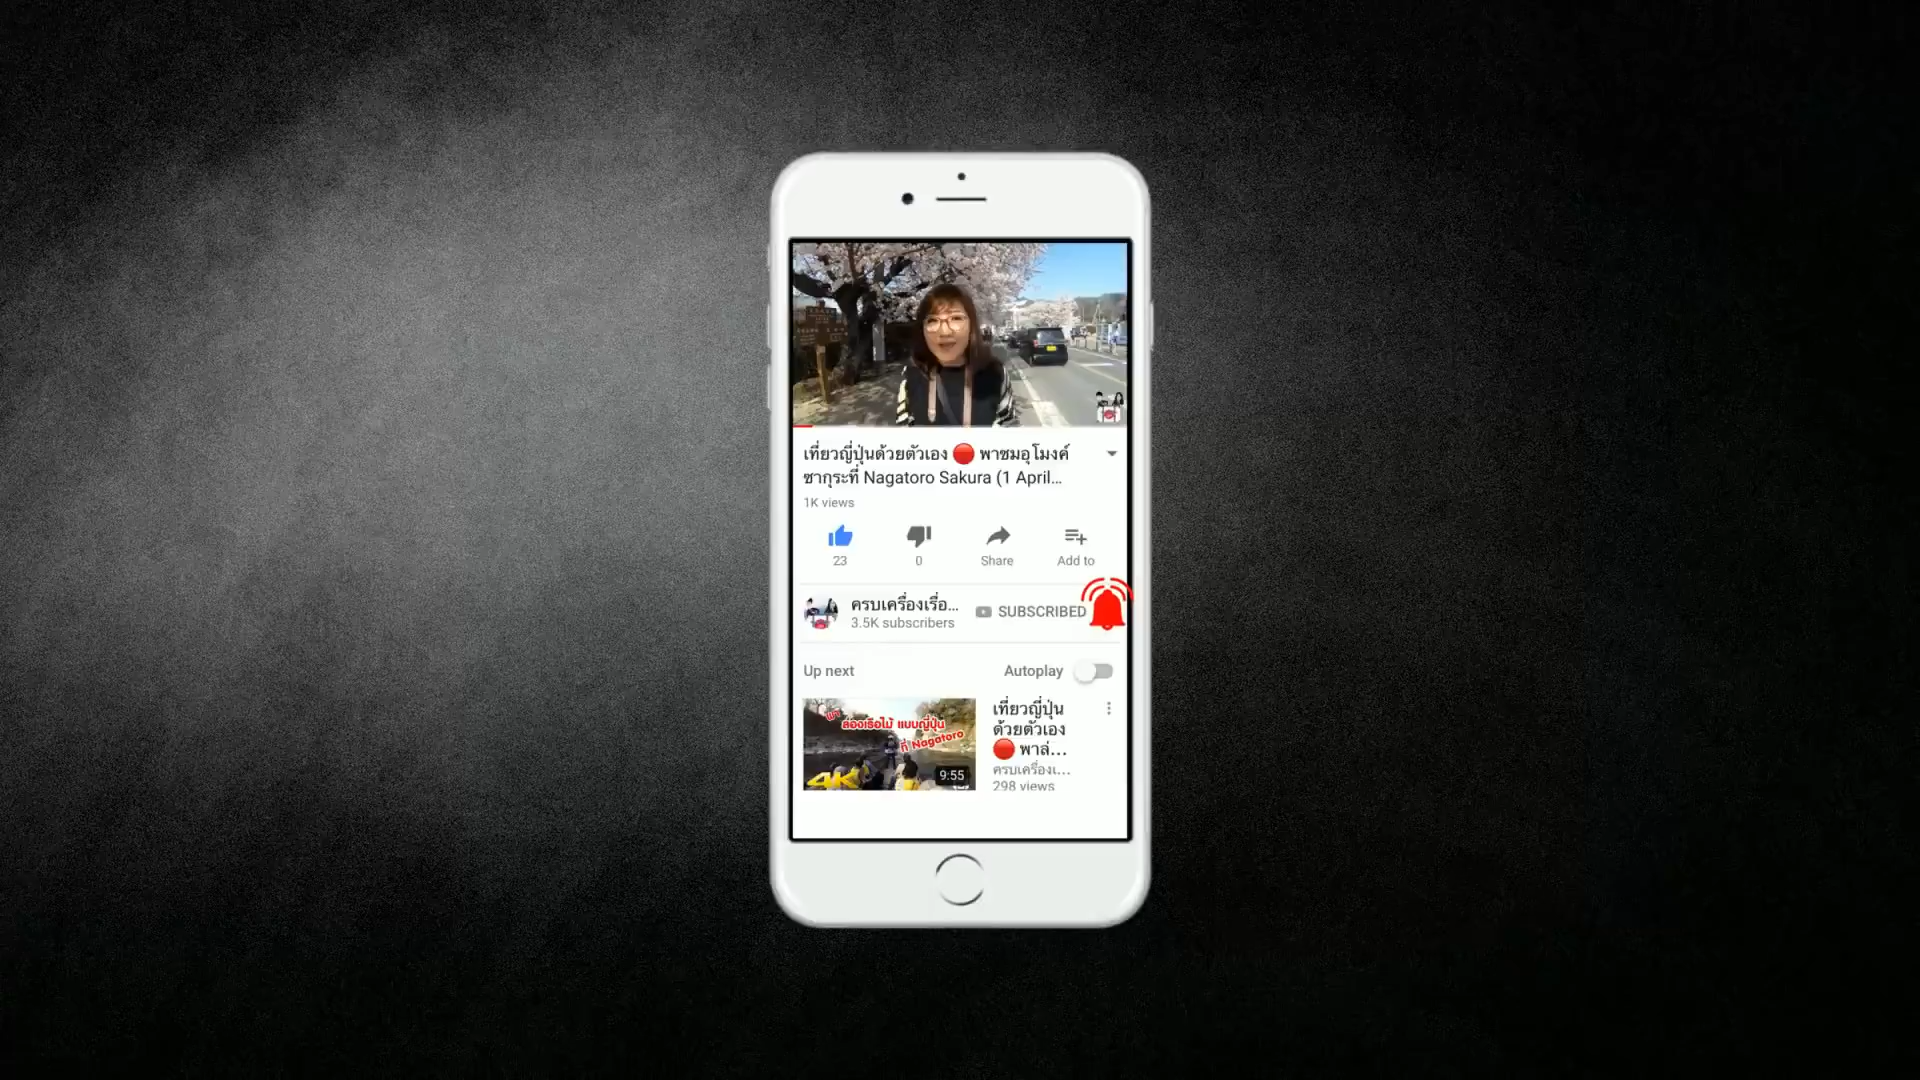 เที่ยวญี่ปุ่นด้วยตัวเอง 🔴 พาชมอุโมงค์
ซากุระที่ Nagatoro Sakura (1 April...
1K views
23
0
Share
Add to
ครบเครื่องเรื่อ...
3.5K subscribers
SUBSCRIBED
Up next
Autoplay
พา
ล่องเรือไม้ แบบญี่ปุ่น
ที่ Nagatoro
4K
9:55
เที่ยวญี่ปุ่น
ด้วยตัวเอง
🔴 พาล่...
ครบเครื่องเ...
298 views